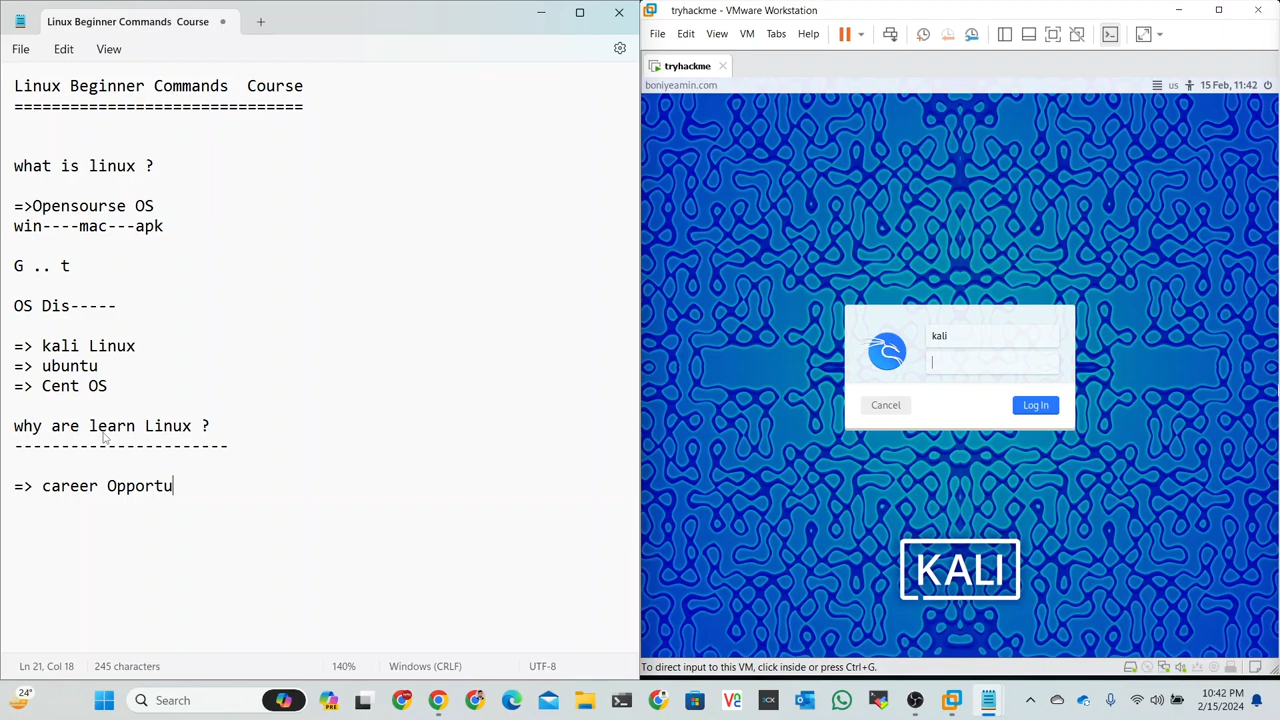 Linux Beginner Commands  Course
File Edit View
Linux Beginner Commands  Course
===============================
what is linux ?
=>Opensourse OS
win----mac---apk
G .. t
OS Dis-----
=> kali Linux
=> ubuntu
=> Cent OS
why are learn Linux ?
-----------------------
=> career Opportu
Ln 21, Col 18 245 characters 140% Windows (CRLF) UTF-8
tryhackme - VMware Workstation
File Edit View VM Tabs Help
tryhackme
boniyeamin.com us 15 Feb, 11:42
kali
Cancel Log In
KALI
To direct input to this VM, click inside or press Ctrl+G.
24° Search 10:42 PM
2/15/2024